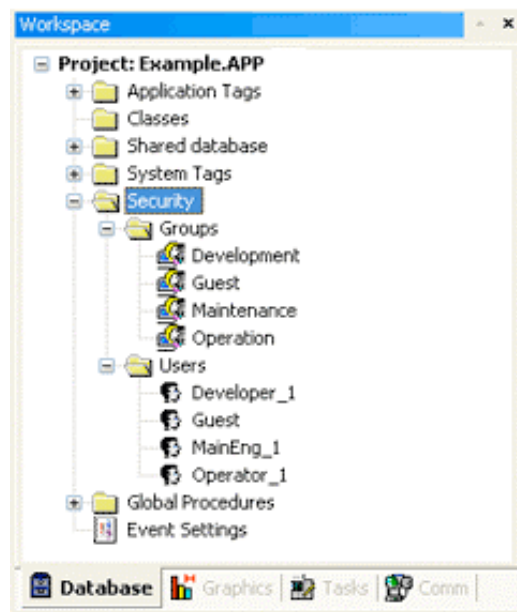 Workspace
Project: Example.APP
Application Tags
Classes
Shared database
System Tags
Security
Groups
Development
Guest
Maintenance
Operation
Users
Developer_1
Guest
MainEng_1
Operator_1
Global Procedures
Event Settings
Database Graphics Tasks Comm